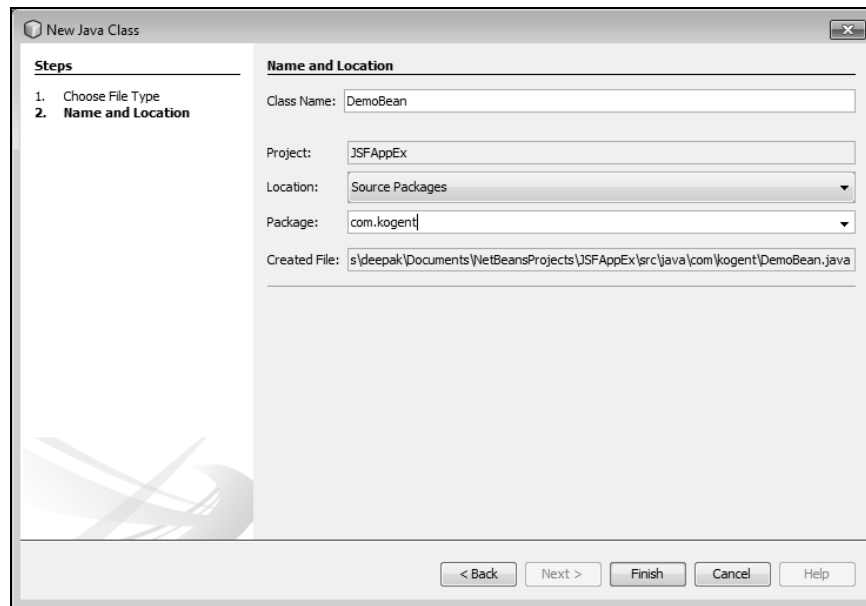 New Java Class
Steps
1. Choose File Type
2. Name and Location
Name and Location
Class Name: DemoBean
Project: JSFAppEx
Location: Source Packages
Package: com.kogent
Created File: s\deepak\Documents\NetBeansProjects\JSFAppEx\src\java\com\kogent\DemoBean.java
< Back Next > Finish Cancel Help